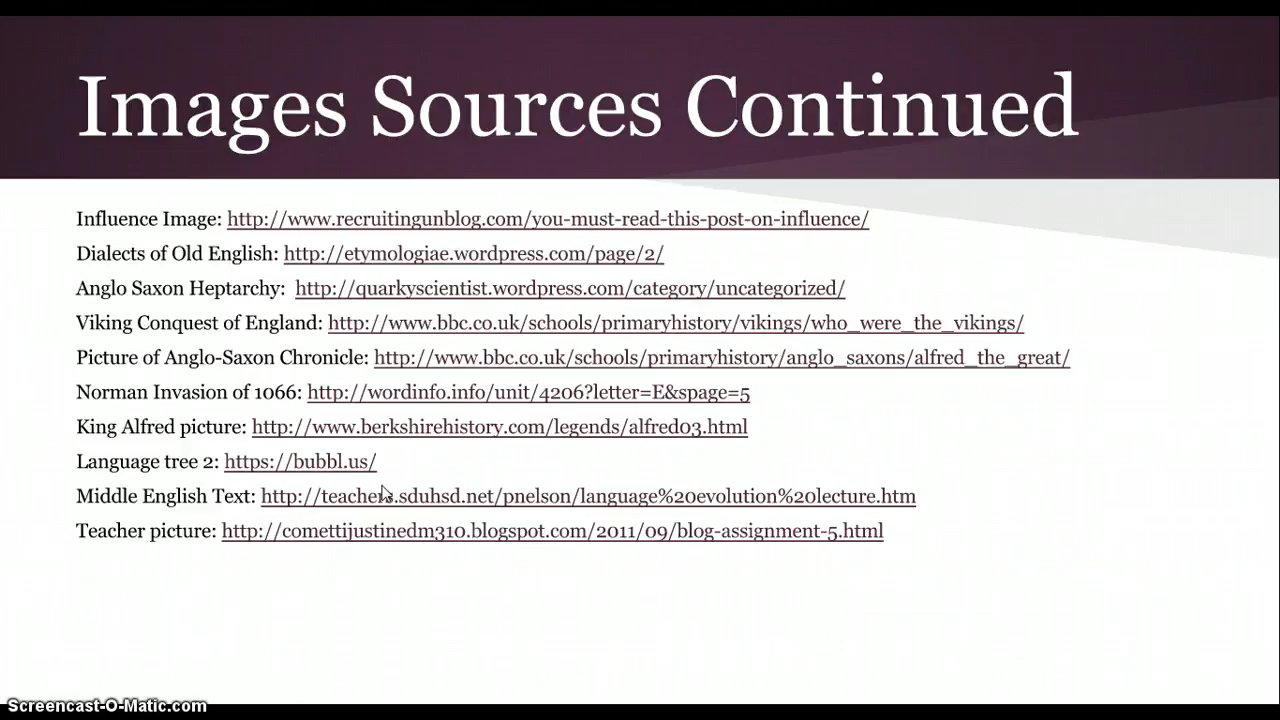 Images Sources Continued
Influence Image: http://www.recruitingunblog.com/you-must-read-this-post-on-influence/
Dialects of Old English: http://etymologiae.wordpress.com/page/2/
Anglo Saxon Heptarchy: http://quarkyscientist.wordpress.com/category/uncategorized/
Viking Conquest of England: http://www.bbc.co.uk/schools/primaryhistory/vikings/who_were_the_vikings/
Picture of Anglo-Saxon Chronicle: http://www.bbc.co.uk/schools/primaryhistory/anglo_saxons/alfred_the_great/
Norman Invasion of 1066: http://wordinfo.info/unit/4206?letter=E&spage=5
King Alfred picture: http://www.berkshirehistory.com/legends/alfred03.html
Language tree 2: https://bubbl.us/
Middle English Text: http://teachers.sduhsd.net/pnelson/language%20evolution%20lecture.htm
Teacher picture: http://comettijustinedm310.blogspot.com/2011/09/blog-assignment-5.html
Screencast-O-Matic.com